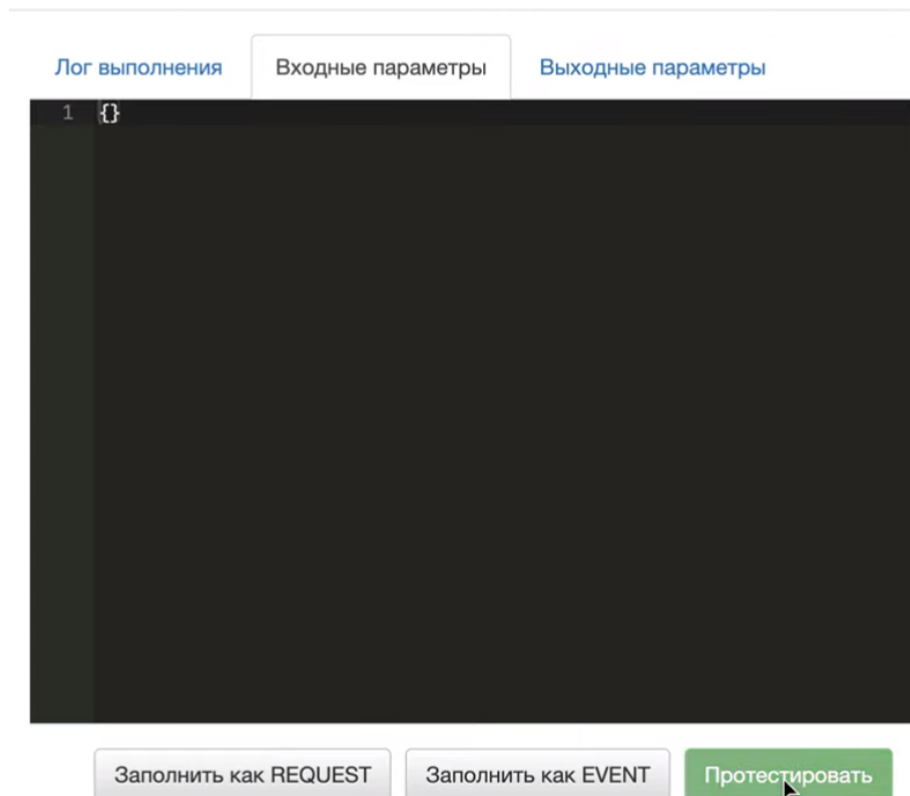 Лог выполнения Входные параметры Выходные параметры
1 {}
Заполнить как REQUEST Заполнить как EVENT Протестировать